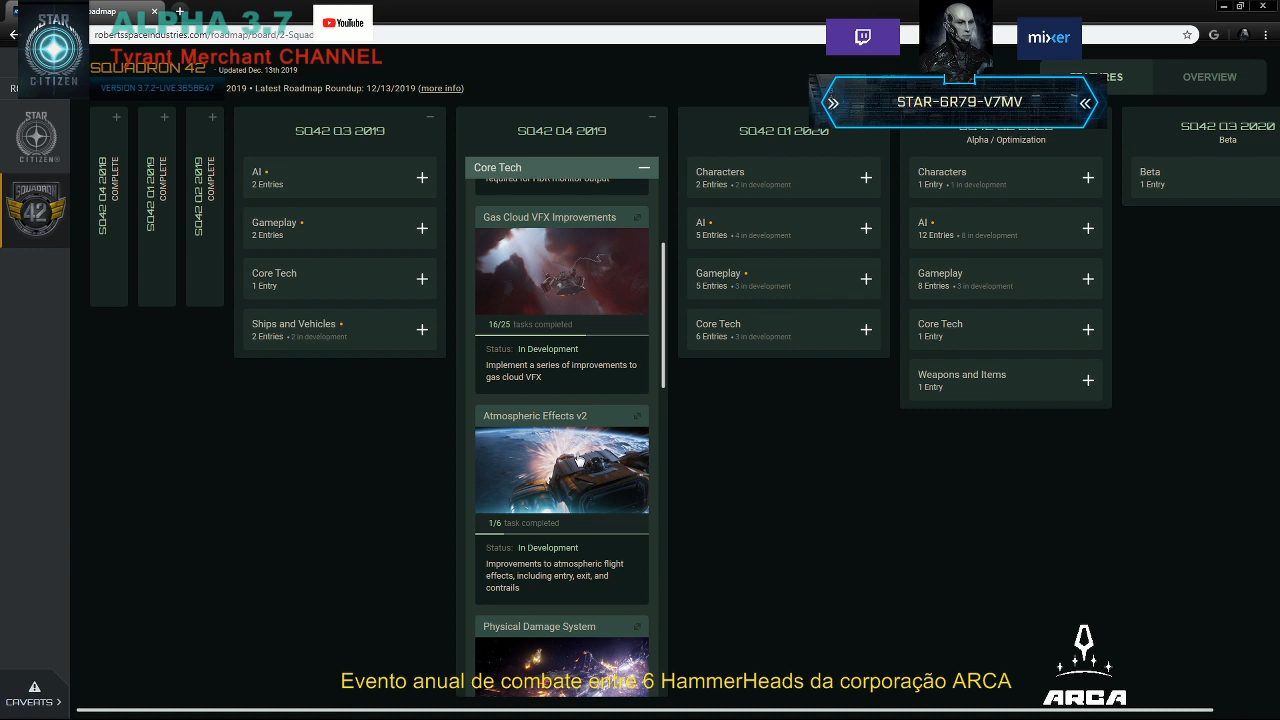 oadmap
ALPHA 3.7
YouTube
robertsspaceindustries.com/roadmap/board/2-Squad
Tyrant Merchant CHANNEL
STAR
CITIZEN
SQUADRON 42 • Updated Dec. 13th 2019
VERSION 3.7.2-LIVE.3658647
2019 • Latest Roadmap Roundup: 12/13/2019 (more info)
mixer
STAR-GR79-V7MV
OVERVIEW
STAR
CITIZEN®
SQUADRON
42
SQ42 Q4 2018
COMPLETE
SQ42 Q1 2019
COMPLETE
SQ42 Q2 2019
COMPLETE
SQ42 Q3 2019
AI •
2 Entries
Gameplay •
2 Entries
Core Tech
1 Entry
Ships and Vehicles •
2 Entries • 2 in development
SQ42 Q4 2019
Core Tech
required for HDR monitor output
Gas Cloud VFX Improvements
16/25 tasks completed
Status: In Development
Implement a series of improvements to
gas cloud VFX
Atmospheric Effects v2
1/6 task completed
Status: In Development
Improvements to atmospheric flight
effects, including entry, exit, and
contrails
Physical Damage System
SQ42 Q1 2020
Characters
2 Entries • 2 in development
AI •
5 Entries • 4 in development
Gameplay •
5 Entries • 3 in development
Core Tech
6 Entries • 3 in development
Alpha / Optimization
Characters
1 Entry • 1 in development
AI •
12 Entries • 8 in development
Gameplay
8 Entries • 3 in development
Core Tech
1 Entry
Weapons and Items
1 Entry
SQ42 Q3 2020
Beta
Beta
1 Entry
CAVEATS
Evento anual de combate entre 6 HammerHeads da corporação ARCA
ARCA